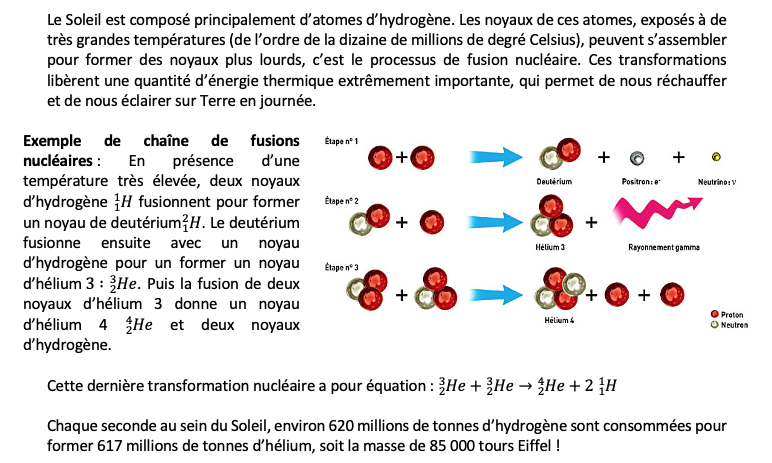 Le Soleil est composé principalement d'atomes d'hydrogène. Les noyaux de ces atomes, exposés à de
très grandes températures (de l'ordre de la dizaine de millions de degré Celsius), peuvent s'assembler
pour former des noyaux plus lourds, c'est le processus de fusion nucléaire. Ces transformations
libèrent une quantité d'énergie thermique extrêmement importante, qui permet de nous réchauffer
et de nous éclairer sur Terre en journée.
Exemple de chaîne de fusions
nucléaires : En présence d'une
température très élevée, deux noyaux
d'hydrogène ₁¹H fusionnent pour former
un noyau de deutérium₁²H. Le deutérium
fusionne ensuite avec un noyau
d'hydrogène pour un former un noyau
d'hélium 3 : ₂³He. Puis la fusion de deux
noyaux d'hélium 3 donne un noyau
d'hélium 4 ₂⁴He et deux noyaux
d'hydrogène.
Étape n° 1
+ + +
Deutérium Positron : e⁺ Neutrino : ν
Étape n° 2
+ +
Hélium 3 Rayonnement gamma
Étape n° 3
+ + +
Hélium 4
Proton
Neutron
Cette dernière transformation nucléaire a pour équation : ₂³He + ₂³He → ₂⁴He + 2 ₁¹H
Chaque seconde au sein du Soleil, environ 620 millions de tonnes d'hydrogène sont consommées pour
former 617 millions de tonnes d'hélium, soit la masse de 85 000 tours Eiffel !